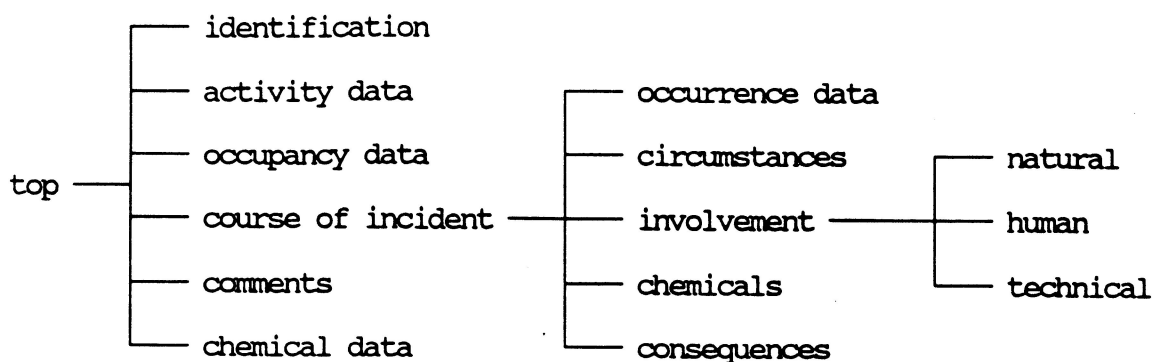 identification
activity data
occurrence data
occupancy data
circumstances
natural
top
course of incident
involvement
human
comments
chemicals
technical
chemical data
consequences